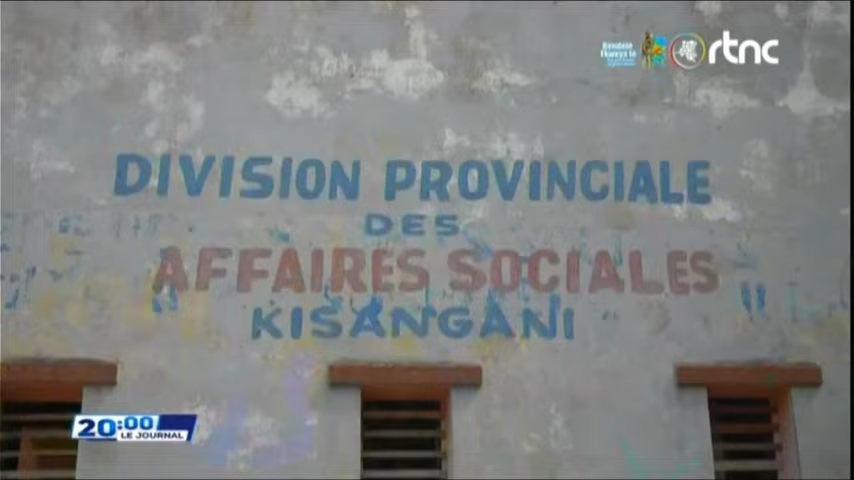 rtnc
DIVISION PROVINCIALE
DES
"AFFAIRES SOCIALES"
KISANGANI
20:00
LE JOURNAL